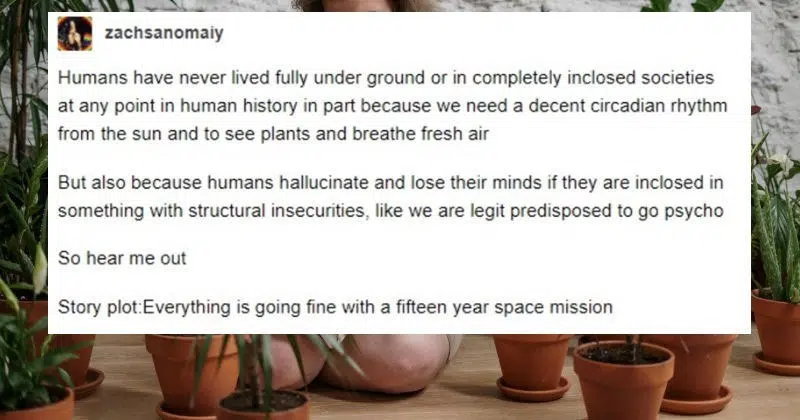 zachsanomaiy
Humans have never lived fully under ground or in completely inclosed societies
at any point in human history in part because we need a decent circadian rhythm
from the sun and to see plants and breathe fresh air
But also because humans hallucinate and lose their minds if they are inclosed in
something with structural insecurities, like we are legit predisposed to go psycho
So hear me out
Story plot:Everything is going fine with a fifteen year space mission